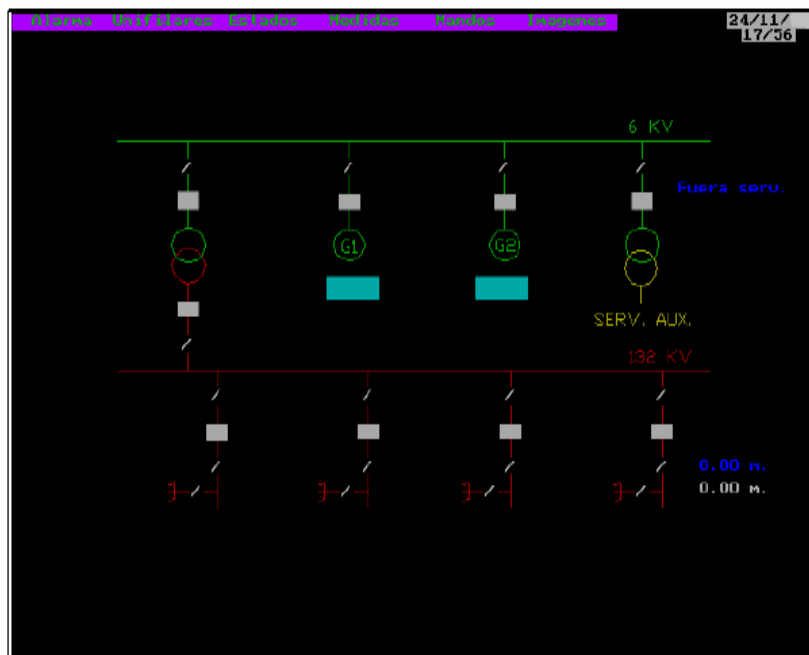 Alarma Unifilares Estados Medidas Mandos Imagenes
24/11/
17/56
6 KV
Fuera serv.
G1 G2
SERV. AUX.
132 KV
0.00 m.
0.00 m.